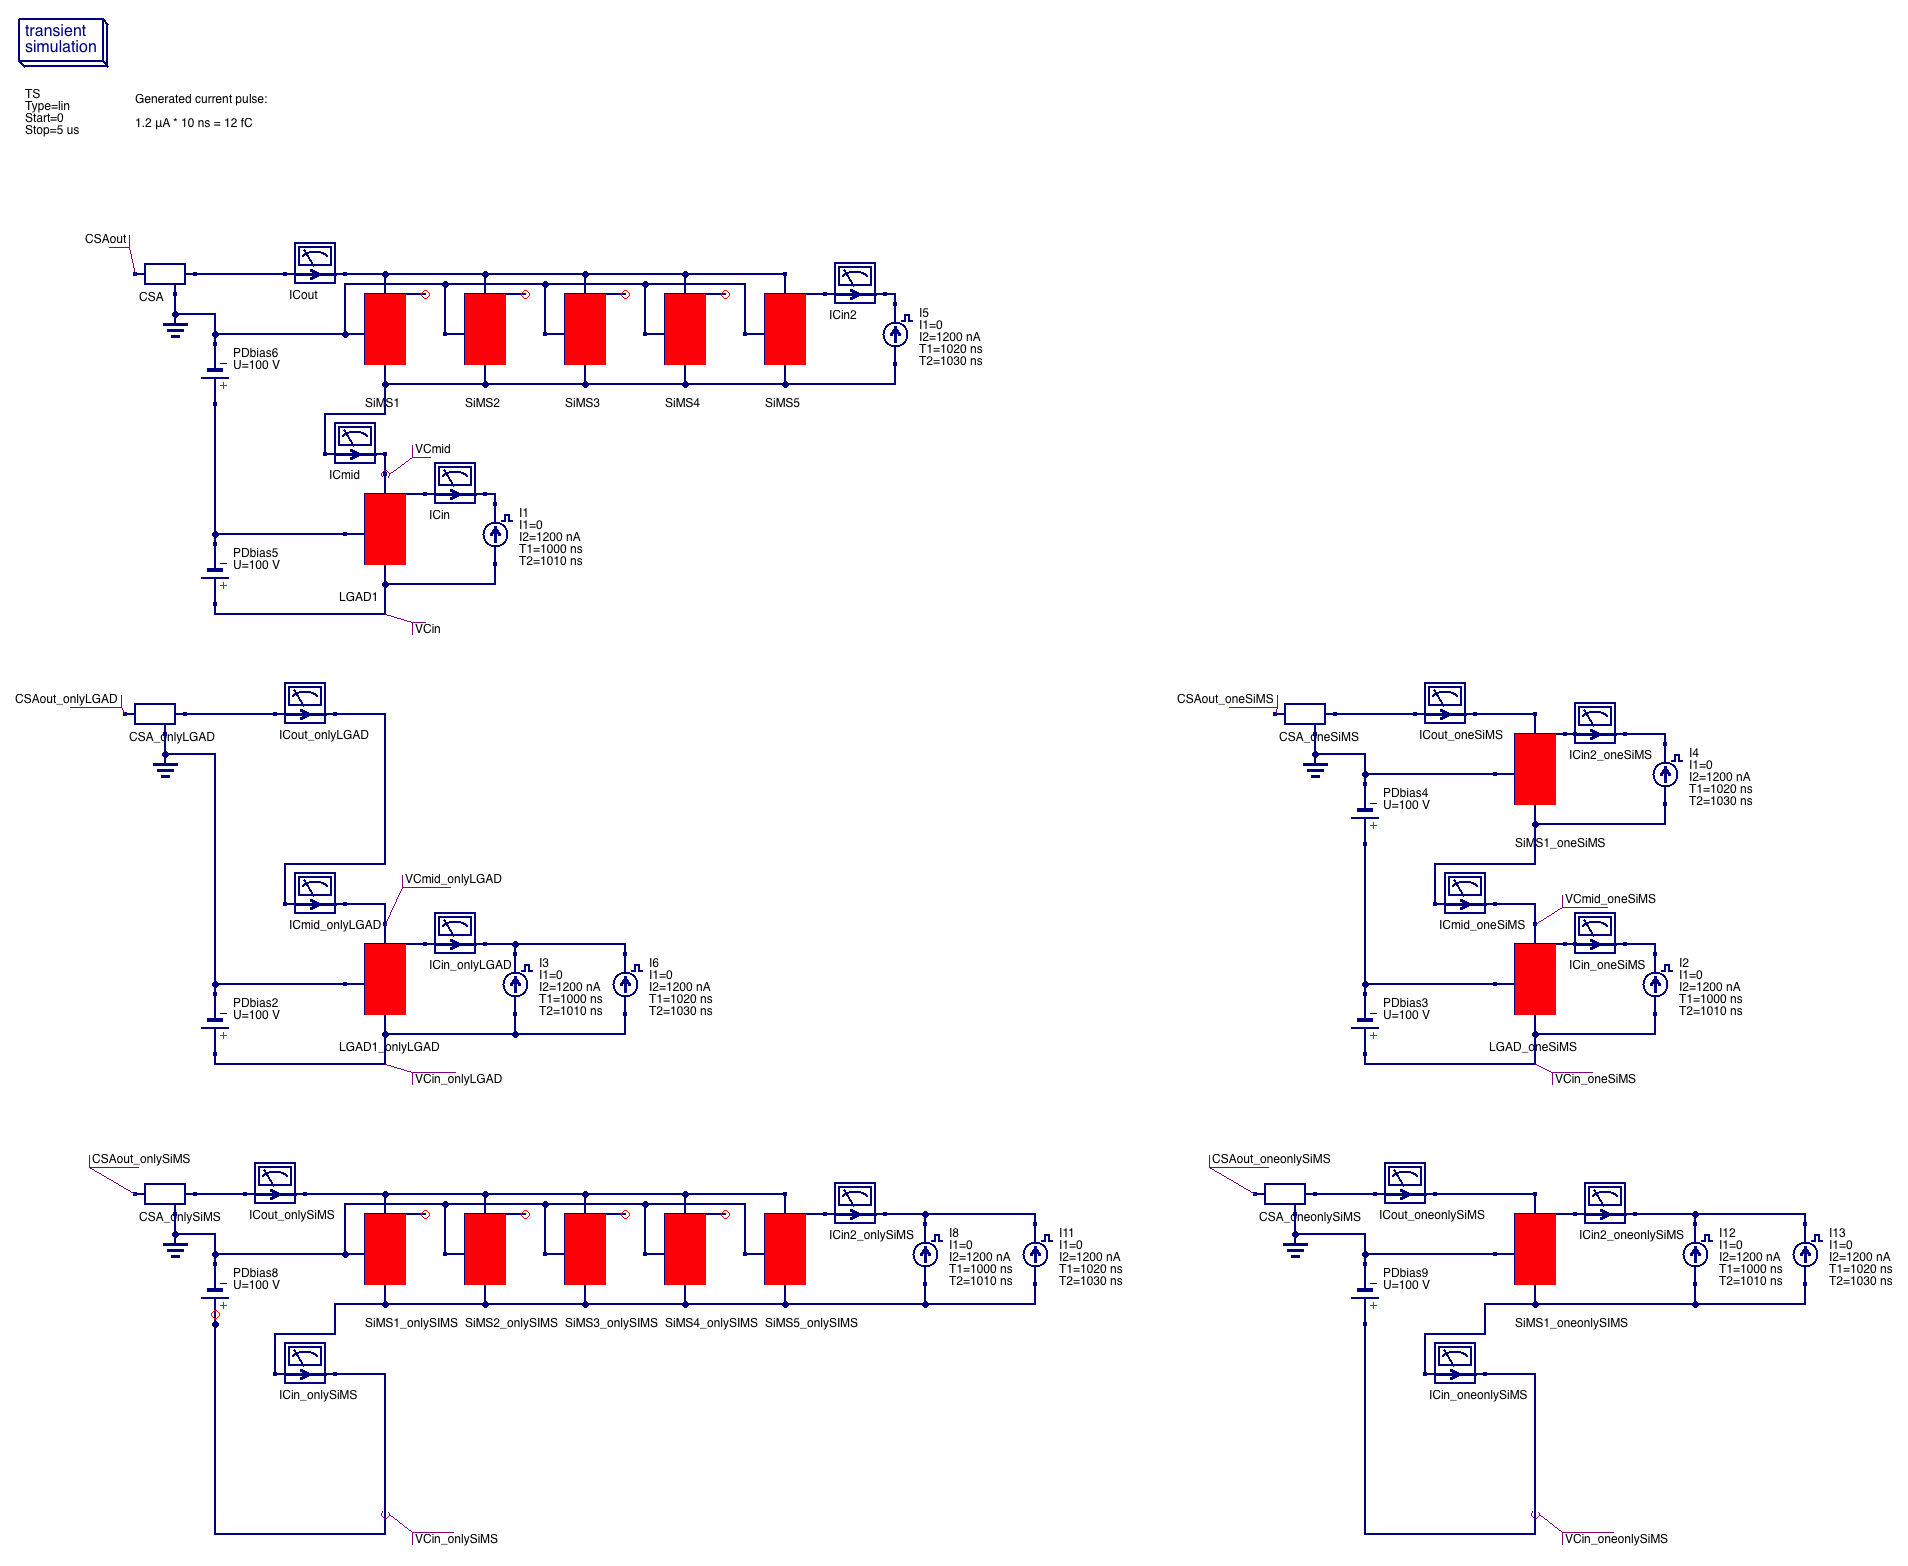 transient
simulation
TS
Type=lin
Start=0
Stop=5 us
Generated current pulse:
1.2 µA * 10 ns = 12 fC
CSAout
CSA
ICout
ICin2
I5
I1=0
I2=1200 nA
T1=1020 ns
T2=1030 ns
PDbias6
U=100 V
SiMS1
SiMS2
SiMS3
SiMS4
SiMS5
ICmid
VCmid
ICin
I1
I1=0
I2=1200 nA
T1=1000 ns
T2=1010 ns
PDbias5
U=100 V
LGAD1
VCin
CSAout_onlyLGAD
CSA_onlyLGAD
ICout_onlyLGAD
VCmid_onlyLGAD
ICmid_onlyLGAD
ICin_onlyLGAD
I3
I1=0
I2=1200 nA
T1=1000 ns
T2=1010 ns
I6
I1=0
I2=1200 nA
T1=1020 ns
T2=1030 ns
PDbias2
U=100 V
LGAD1_onlyLGAD
VCin_onlyLGAD
CSAout_oneSiMS
CSA_oneSiMS
ICout_oneSiMS
ICin2_oneSiMS
I4
I1=0
I2=1200 nA
T1=1020 ns
T2=1030 ns
PDbias4
U=100 V
SiMS1_oneSiMS
VCmid_oneSiMS
ICmid_oneSiMS
ICin_oneSiMS
I2
I1=0
I2=1200 nA
T1=1000 ns
T2=1010 ns
PDbias3
U=100 V
LGAD_oneSiMS
VCin_oneSiMS
CSAout_onlySiMS
CSA_onlySiMS
ICout_onlySiMS
ICin2_onlySiMS
I8
I1=0
I2=1200 nA
T1=1000 ns
T2=1010 ns
I11
I1=0
I2=1200 nA
T1=1020 ns
T2=1030 ns
PDbias8
U=100 V
SiMS1_onlySIMS
SiMS2_onlySIMS
SiMS3_onlySIMS
SiMS4_onlySIMS
SiMS5_onlySIMS
ICin_onlySiMS
VCin_onlySiMS
CSAout_oneonlySiMS
CSA_oneonlySiMS
ICout_oneonlySiMS
ICin2_oneonlySiMS
I12
I1=0
I2=1200 nA
T1=1000 ns
T2=1010 ns
I13
I1=0
I2=1200 nA
T1=1020 ns
T2=1030 ns
PDbias9
U=100 V
SiMS1_oneonlySIMS
ICin_oneonlySiMS
VCin_oneonlySiMS